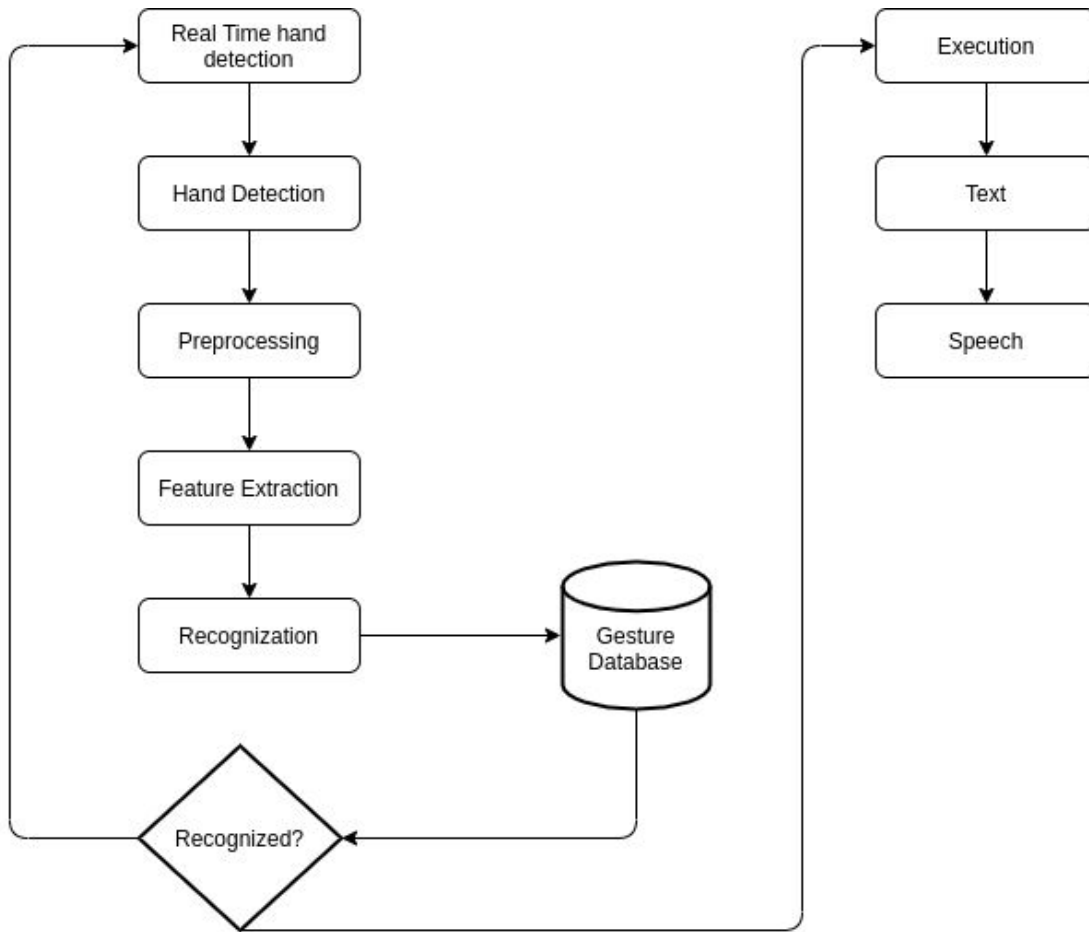 Real Time hand
detection
Hand Detection
Preprocessing
Feature Extraction
Recognization
Gesture
Database
Recognized?
Execution
Text
Speech